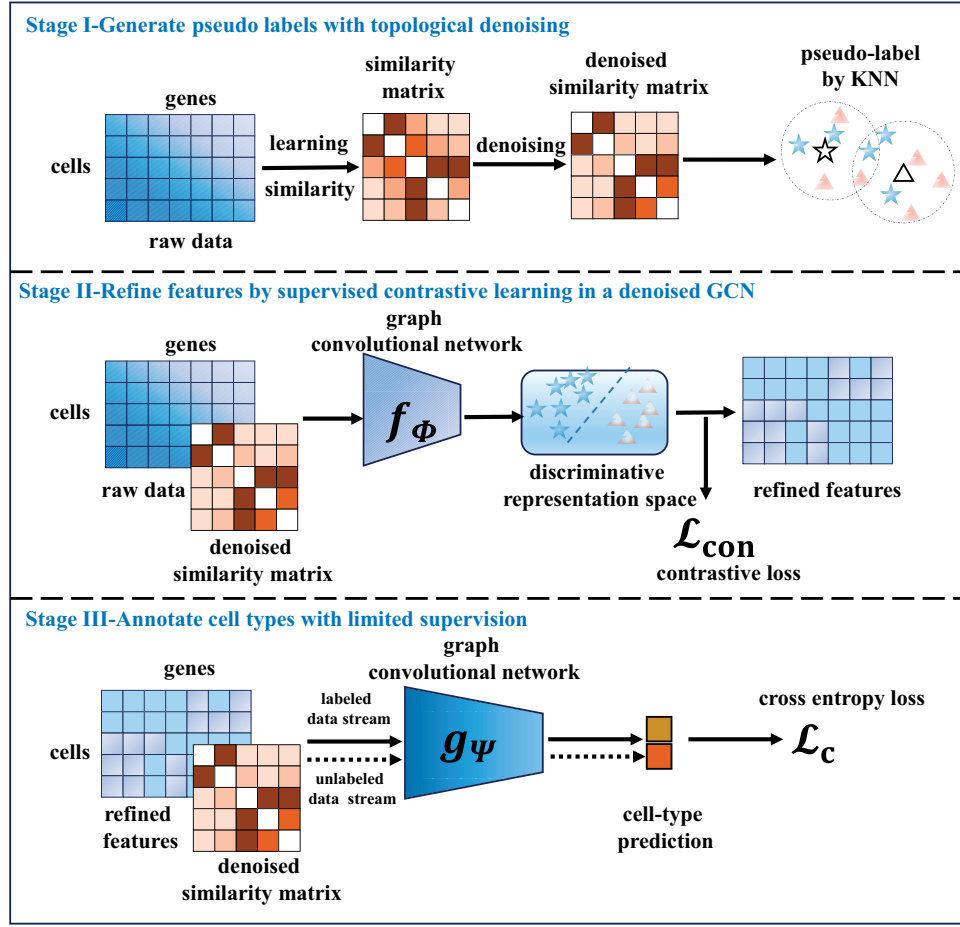 Stage I-Generate pseudo labels with topological denoising
genes
cells
raw data
learning
similarity
similarity
matrix
denoising
denoised
similarity matrix
pseudo-label
by KNN
Stage II-Refine features by supervised contrastive learning in a denoised GCN
genes
cells
raw data
denoised
similarity matrix
graph
convolutional network
f_Φ
discriminative
representation space
ℒ_con
contrastive loss
refined features
Stage III-Annotate cell types with limited supervision
genes
cells
refined
features
denoised
similarity matrix
labeled
data stream
unlabeled
data stream
graph
convolutional network
g_Ψ
cell-type
prediction
cross entropy loss
ℒ_c